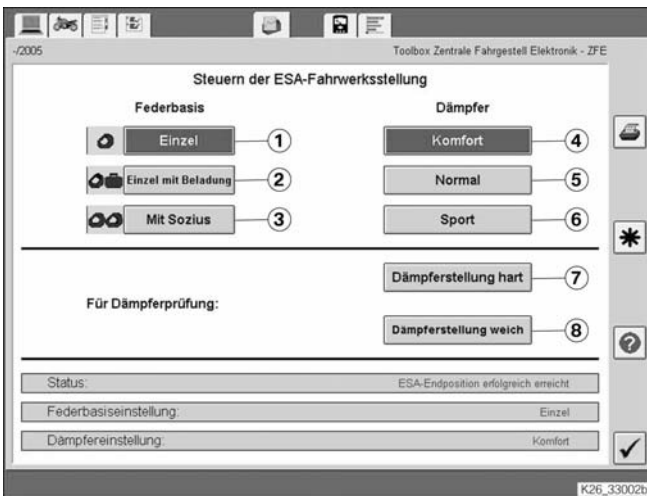 -/2005
Toolbox Zentrale Fahrgestell Elektronik - ZFE
Steuern der ESA-Fahrwerksstellung
Federbasis
Dämpfer
Einzel
1
Komfort
4
Einzel mit Beladung
2
Normal
5
Mit Sozius
3
Sport
6
Dämpferstellung hart
7
Für Dämpferprüfung:
Dämpferstellung weich
8
Status:
ESA-Endposition erfolgreich erreicht
Federbasiseinstellung:
Einzel
Dämpfereinstellung:
Komfort
K26_33002b